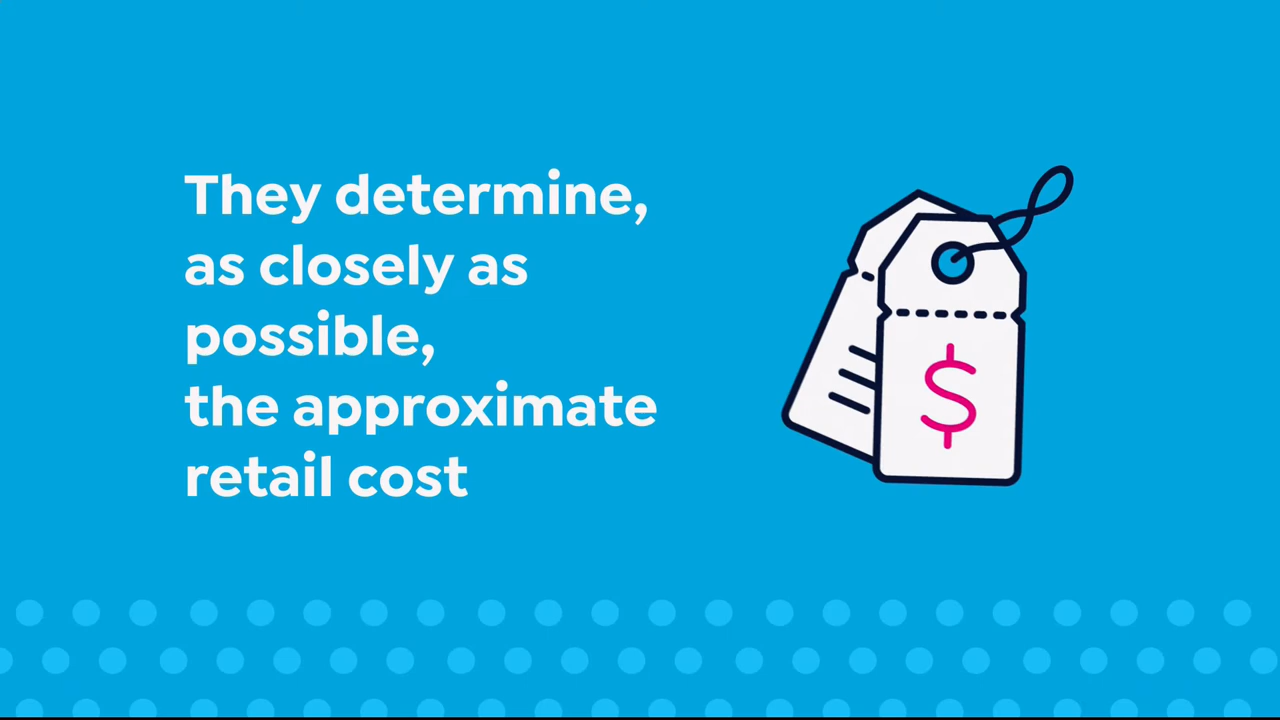 They determine,
as closely as
possible,
the approximate
retail cost
$